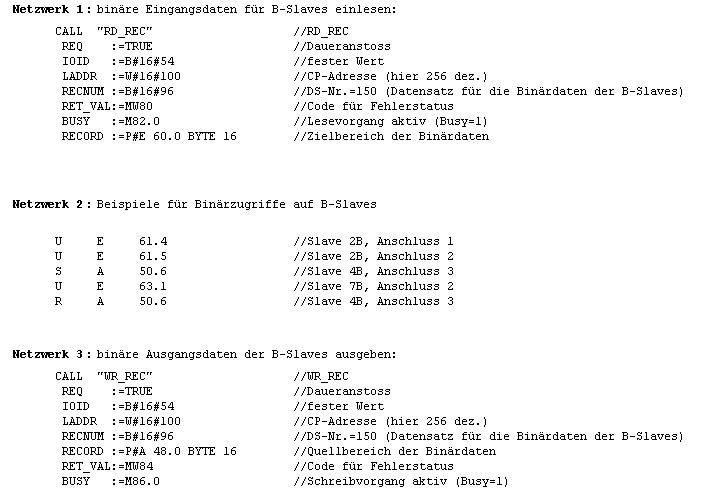 Netzwerk 1: binäre Eingangsdaten für B-Slaves einlesen:
CALL "RD_REC" //RD_REC
REQ :=TRUE //Daueranstoss
IOID :=B#16#54 //fester Wert
LADDR :=W#16#100 //CP-Adresse (hier 256 dez.)
RECNUM :=B#16#96 //DS-Nr.=150 (Datensatz für die Binärdaten der B-Slaves)
RET_VAL:=MW80 //Code für Fehlerstatus
BUSY :=M82.0 //Lesevorgang aktiv (Busy=1)
RECORD :=P#E 60.0 BYTE 16 //Zielbereich der Binärdaten
Netzwerk 2: Beispiele für Binärzugriffe auf B-Slaves
U E 61.4 //Slave 2B, Anschluss 1
U E 61.5 //Slave 2B, Anschluss 2
S A 50.6 //Slave 4B, Anschluss 3
U E 63.1 //Slave 7B, Anschluss 2
R A 50.6 //Slave 4B, Anschluss 3
Netzwerk 3: binäre Ausgangsdaten der B-Slaves ausgeben:
CALL "WR_REC" //WR_REC
REQ :=TRUE //Daueranstoss
IOID :=B#16#54 //fester Wert
LADDR :=W#16#100 //CP-Adresse (hier 256 dez.)
RECNUM :=B#16#96 //DS-Nr.=150 (Datensatz für die Binärdaten der B-Slaves)
RECORD :=P#A 48.0 BYTE 16 //Quellbereich der Binärdaten
RET_VAL:=MW84 //Code für Fehlerstatus
BUSY :=M86.0 //Schreibvorgang aktiv (Busy=1)